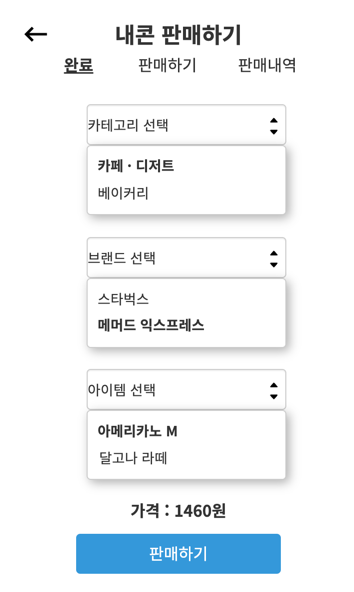 내콘 판매하기
완료 판매하기 판매내역
카테고리 선택
카페 · 디저트
베이커리
브랜드 선택
스타벅스
메머드 익스프레스
아이템 선택
아메리카노 M
달고나 라떼
가격 : 1460원
판매하기